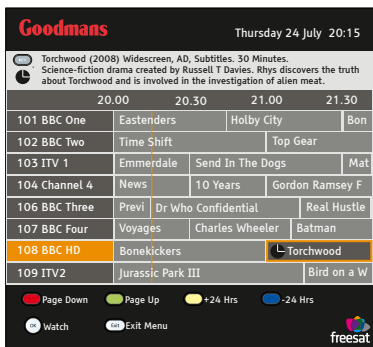 Goodmans Thursday 24 July 20:15
Torchwood (2008) Widescreen, AD, Subtitles. 30 Minutes.
Science-fiction drama created by Russell T Davies. Rhys discovers the truth
about Torchwood and is involved in the investigation of alien meat.
20.00 20.30 21.00 21.30
101 BBC One Eastenders Holby City Bon
102 BBC Two Time Shift Top Gear
103 ITV 1 Emmerdale Send In The Dogs Mat
104 Channel 4 News 10 Years Gordon Ramsey F
106 BBC Three Previ Dr Who Confidential Real Hustle
107 BBC Four Voyages Charles Wheeler Batman
108 BBC HD Bonekickers Torchwood
109 ITV2 Jurassic Park III Bird on a W
Page Down Page Up +24 Hrs -24 Hrs
OK Watch Exit Exit Menu
freesat